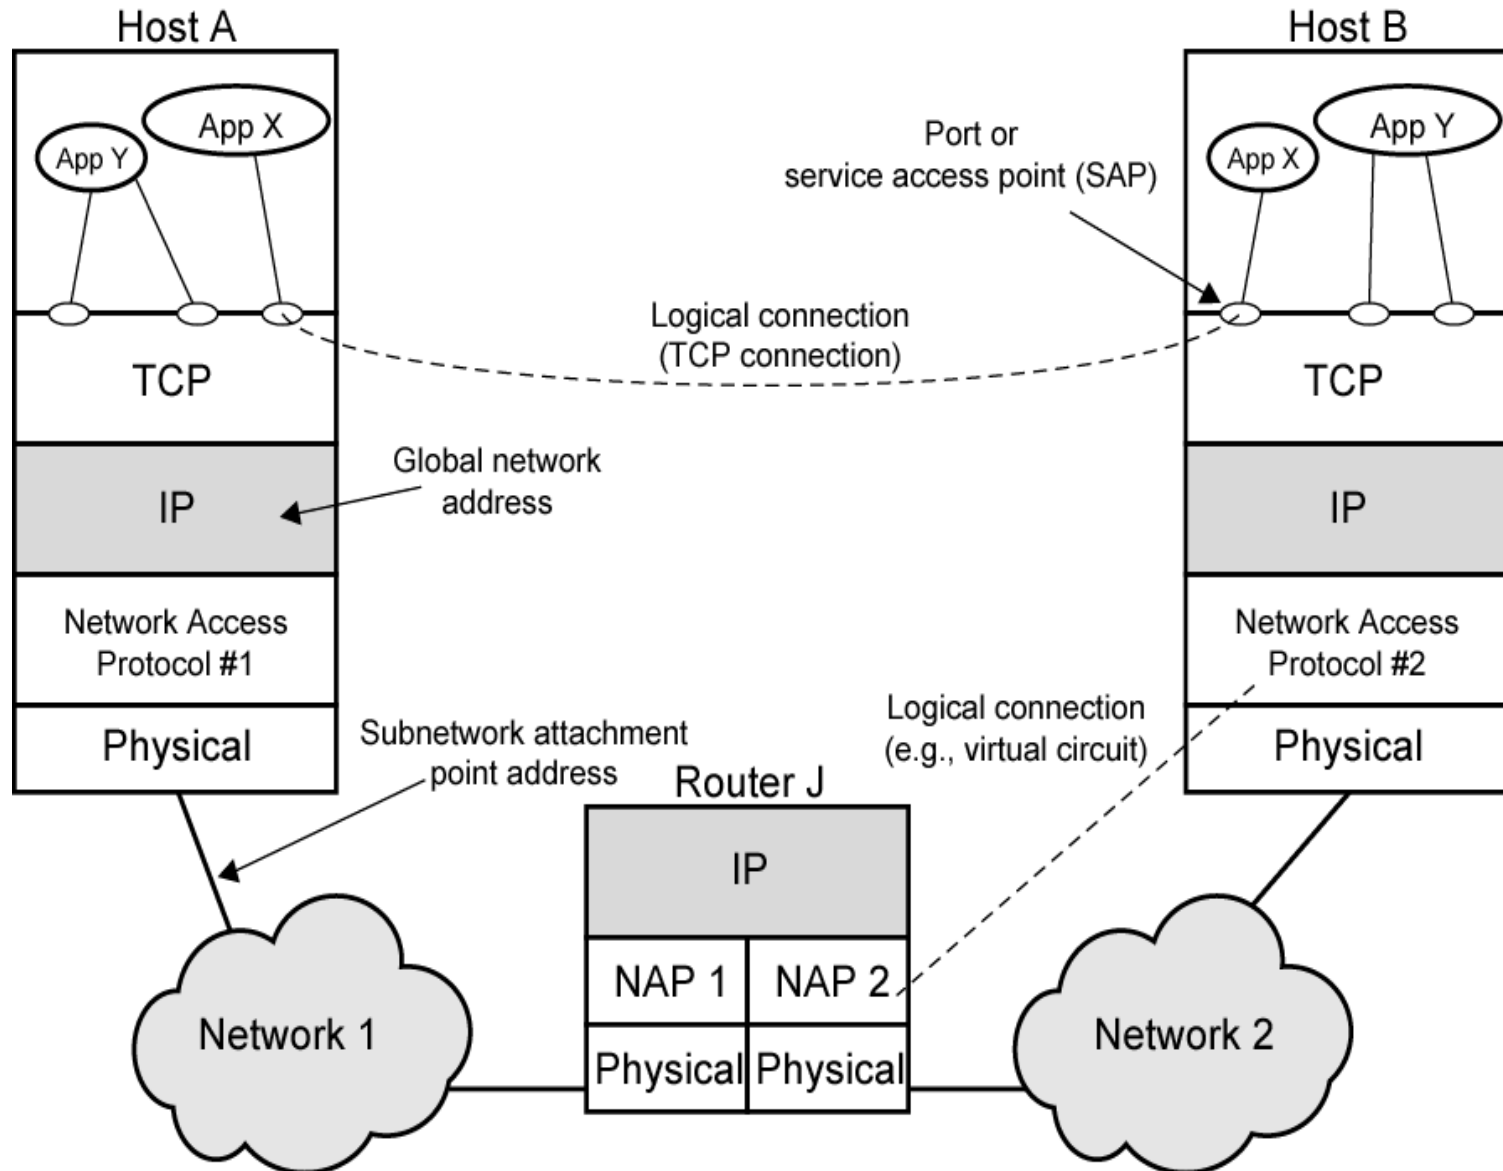 Host A
Host B
App X
App Y
Port or
service access point (SAP)
App Y
App X
Logical connection
(TCP connection)
TCP
TCP
Global network
address
IP
IP
Network Access
Protocol #1
Network Access
Protocol #2
Subnetwork attachment
point address
Logical connection
(e.g., virtual circuit)
Physical
Physical
Router J
IP
NAP 1
NAP 2
Network 1
Network 2
Physical
Physical